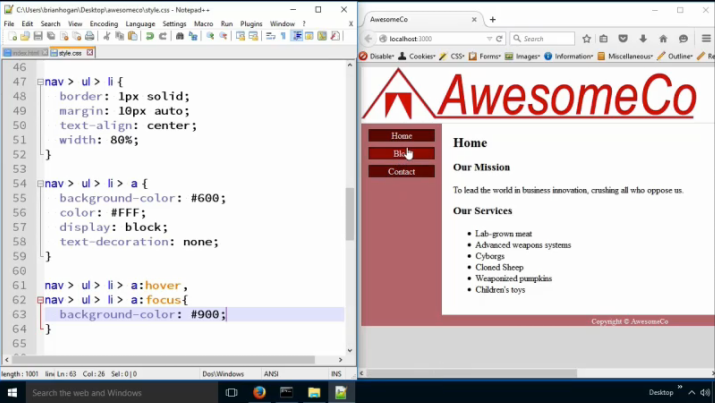 C:\Users\brianhogan\Desktop\awesomeco\style.css - Notepad++
File Edit Search View Encoding Language Settings Macro Run Plugins Window ?
index.html style.css
46
47 nav > ul > li {
48 border: 1px solid;
49 margin: 10px auto;
50 text-align: center;
51 width: 80%;
52 }
53
54 nav > ul > li > a {
55 background-color: #600;
56 color: #FFF;
57 display: block;
58 text-decoration: none;
59 }
60
61 nav > ul > li > a:hover,
62 nav > ul > li > a:focus{
63 background-color: #900;
64 }
65
length : 1001 line Ln : 63 Col : 26 Sel : 0 | 0 Dos\Windows ANSI INS
AwesomeCo
localhost:3000 Search
Disable Cookies CSS Forms Images Information Miscellaneous Outline
AwesomeCo
Home
Blog
Contact
Home
Our Mission
To lead the world in business innovation, crushing all who oppose us.
Our Services
Lab-grown meat
Advanced weapons systems
Cyborgs
Cloned Sheep
Weaponized pumpkins
Children's toys
Copyright © AwesomeCo
Search the web and Windows
Desktop